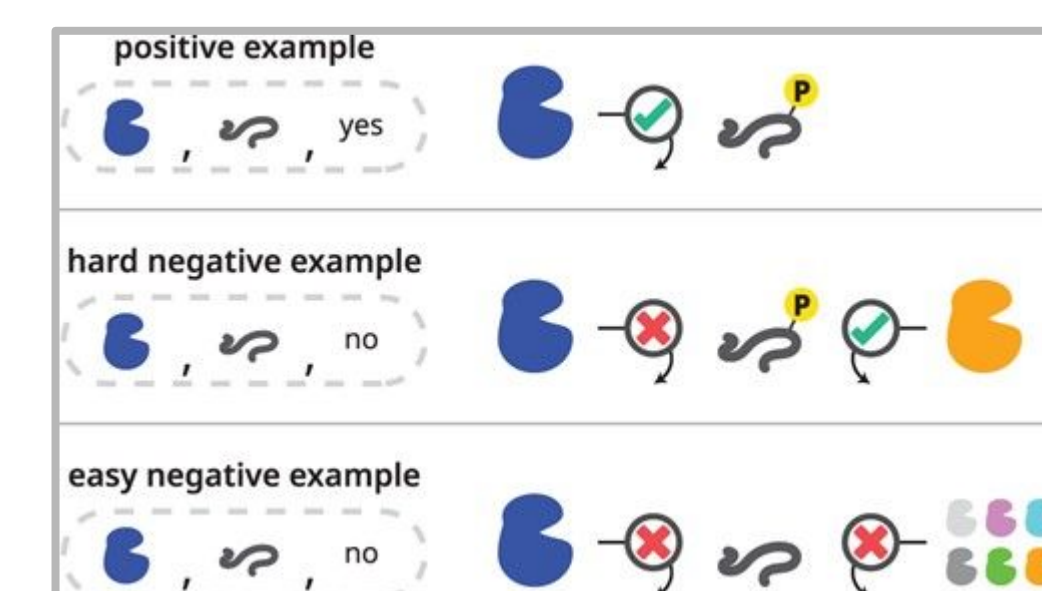 positive example
, , yes
P
hard negative example
, , no
P
easy negative example
, , no